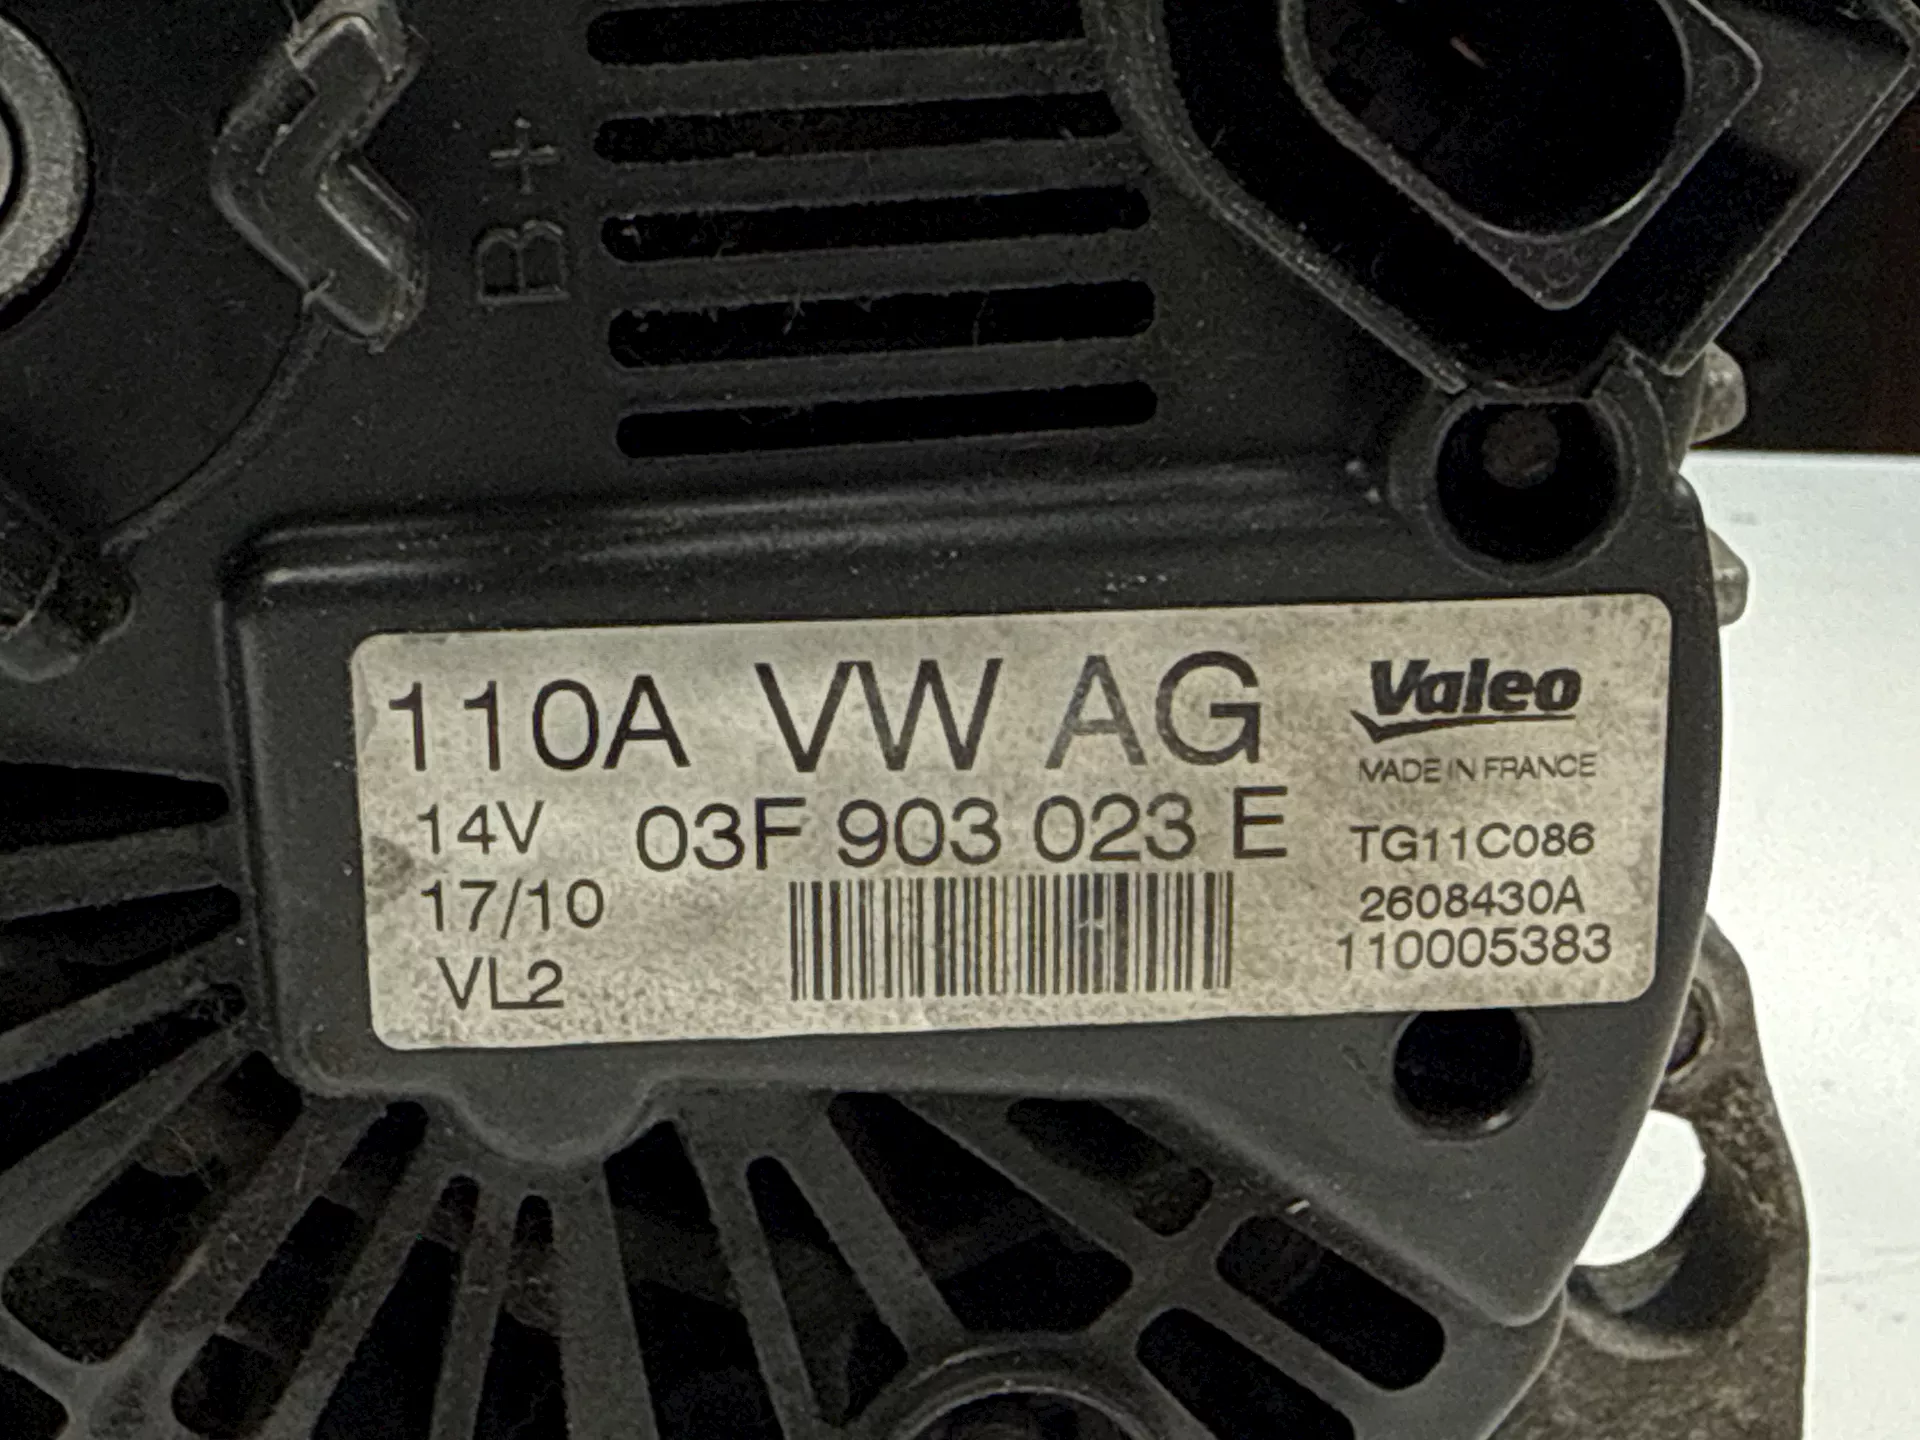 B+
110A VW AG
14V 03F 903 023 E
17/10
VL2
Valeo
MADE IN FRANCE
TG11C086
2608430A
110005383